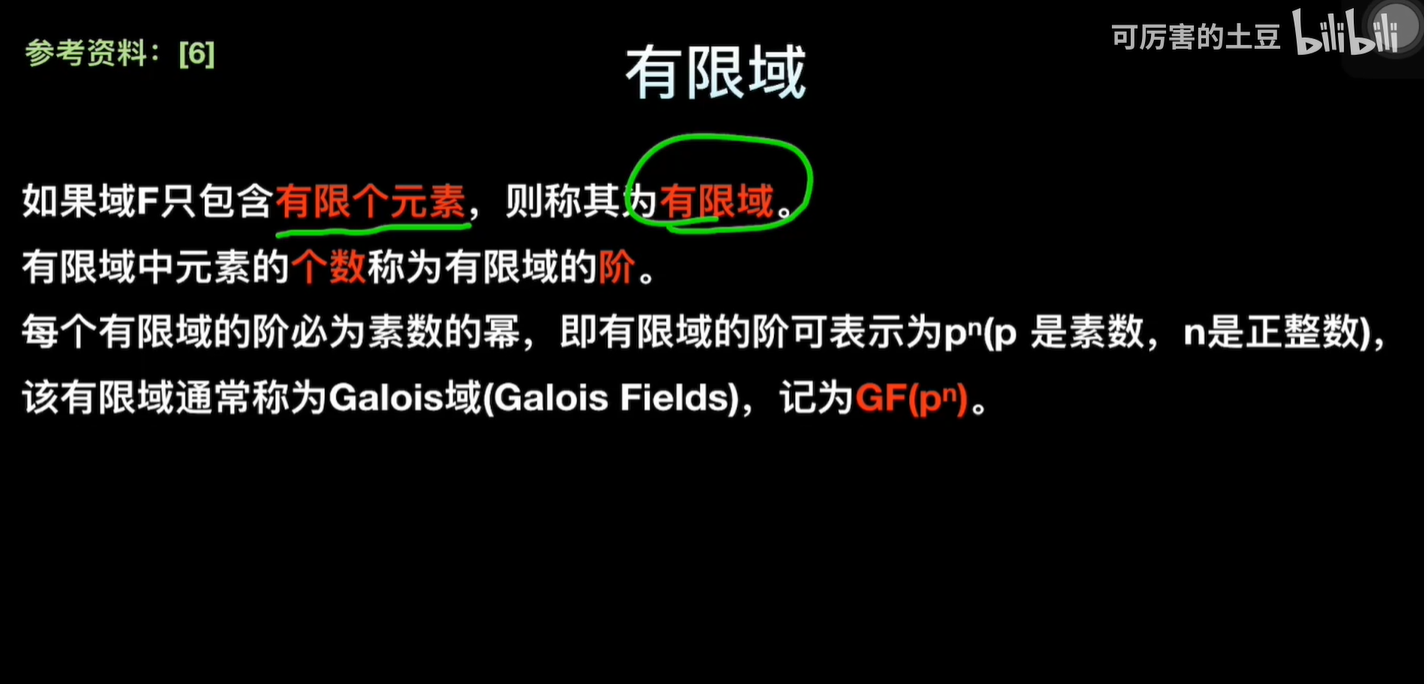 参考资料：[6]
可厉害的土豆 bilibili
有限域
如果域F只包含有限个元素，则称其为有限域。
有限域中元素的个数称为有限域的阶。
每个有限域的阶必为素数的幂，即有限域的阶可表示为pⁿ(p 是素数，n是正整数)，
该有限域通常称为Galois域(Galois Fields)，记为GF(pⁿ)。